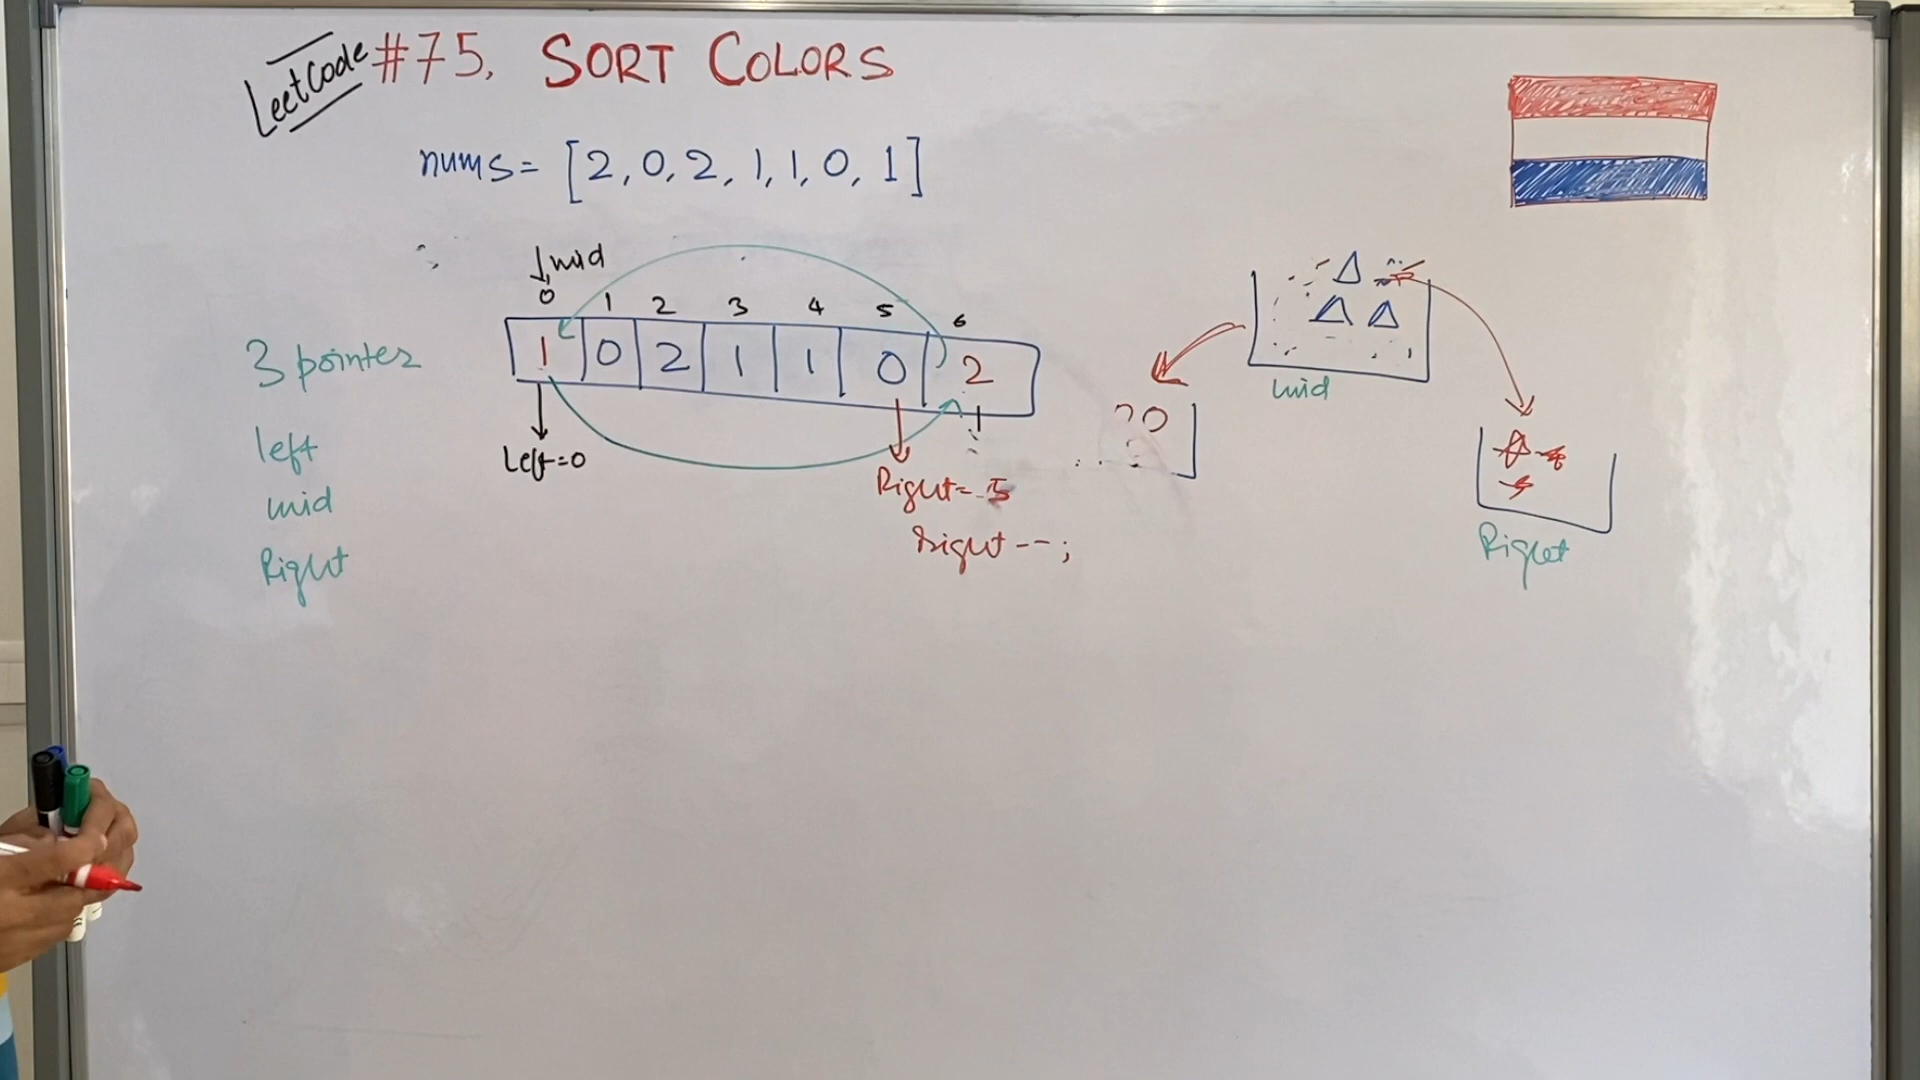 LeetCode #75. SORT COLORS
nums = [2, 0, 2, 1, 1, 0, 1]
mid
0 1 2 3 4 5 6
1 0 2 1 1 0 2
3 pointer
left
mid
Right
Left=0
Right=5
right--;
mid
Right